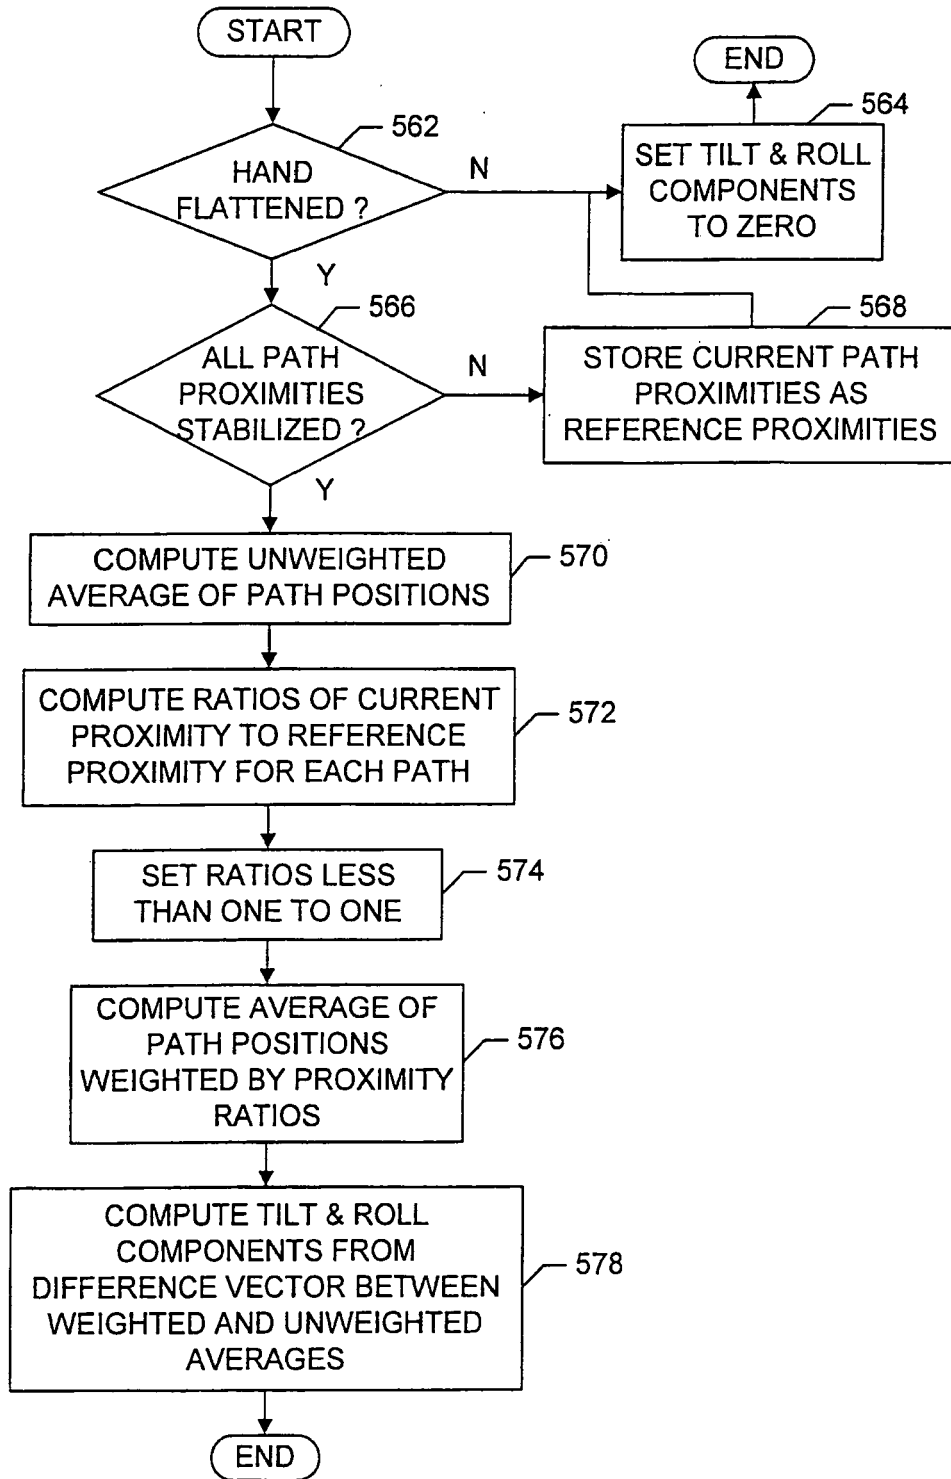 START
END
562
564
HAND
FLATTENED ?
N
SET TILT & ROLL
COMPONENTS
TO ZERO
Y
566
568
ALL PATH
PROXIMITIES
STABILIZED ?
N
STORE CURRENT PATH
PROXIMITIES AS
REFERENCE PROXIMITIES
Y
COMPUTE UNWEIGHTED
AVERAGE OF PATH POSITIONS
570
COMPUTE RATIOS OF CURRENT
PROXIMITY TO REFERENCE
PROXIMITY FOR EACH PATH
572
SET RATIOS LESS
THAN ONE TO ONE
574
COMPUTE AVERAGE OF
PATH POSITIONS
WEIGHTED BY PROXIMITY
RATIOS
576
COMPUTE TILT & ROLL
COMPONENTS FROM
DIFFERENCE VECTOR BETWEEN
WEIGHTED AND UNWEIGHTED
AVERAGES
578
END